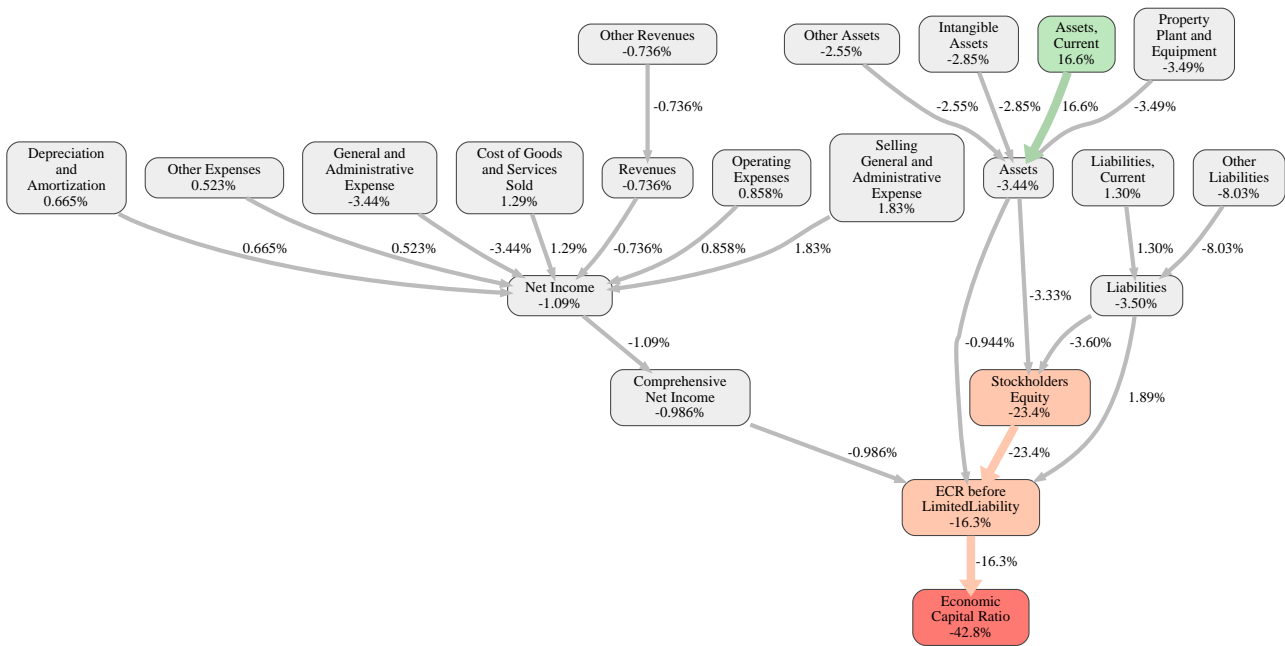 Other Revenues
-0.736%
Other Assets
-2.55%
Intangible
Assets
-2.85%
Assets,
Current
16.6%
Property
Plant and
Equipment
-3.49%
-0.736%
-2.55%
-2.85%
16.6%
-3.49%
Depreciation
and
Amortization
0.665%
Other Expenses
0.523%
General and
Administrative
Expense
-3.44%
Cost of Goods
and Services
Sold
1.29%
Revenues
-0.736%
Operating
Expenses
0.858%
Selling
General and
Administrative
Expense
1.83%
Assets
-3.44%
Liabilities,
Current
1.30%
Other
Liabilities
-8.03%
0.665%
0.523%
-3.44%
1.29%
-0.736%
0.858%
1.83%
1.30%
-8.03%
Net Income
-1.09%
Liabilities
-3.50%
-3.33%
-1.09%
-0.944%
-3.60%
Comprehensive
Net Income
-0.986%
Stockholders
Equity
-23.4%
1.89%
-0.986%
-23.4%
ECR before
LimitedLiability
-16.3%
-16.3%
Economic
Capital Ratio
-42.8%